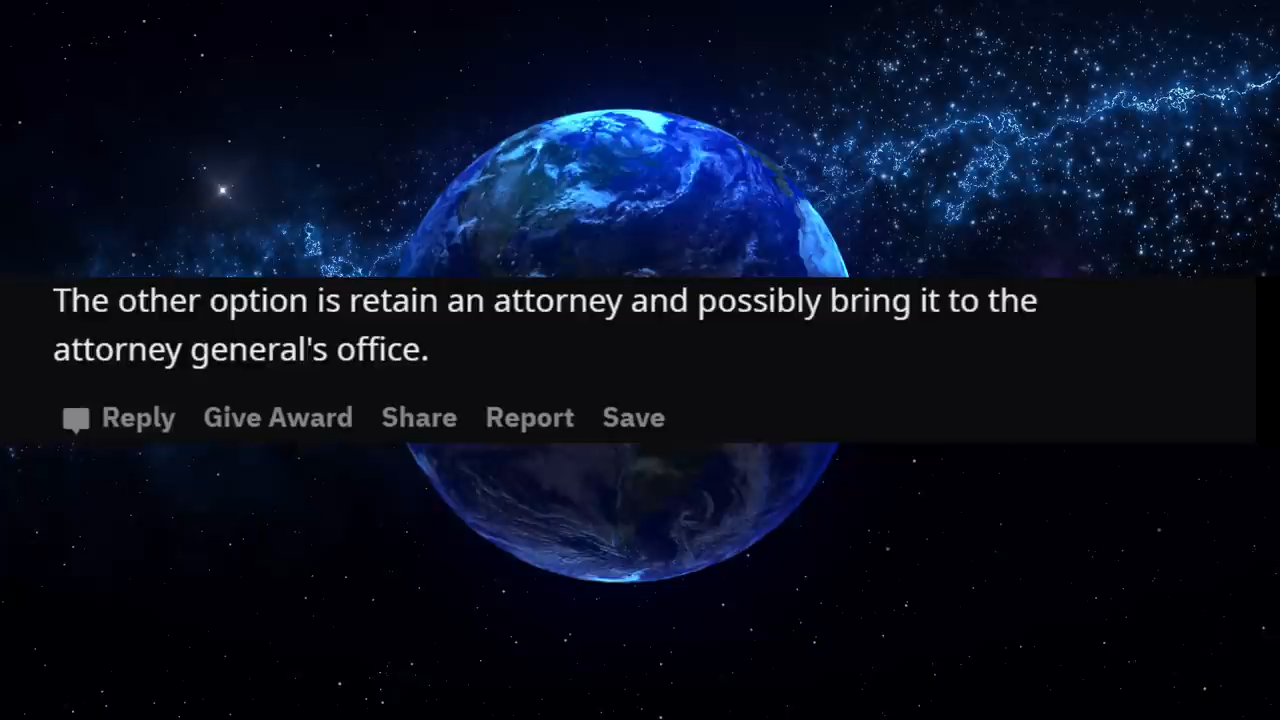 The other option is retain an attorney and possibly bring it to the
attorney general's office.
Reply Give Award Share Report Save